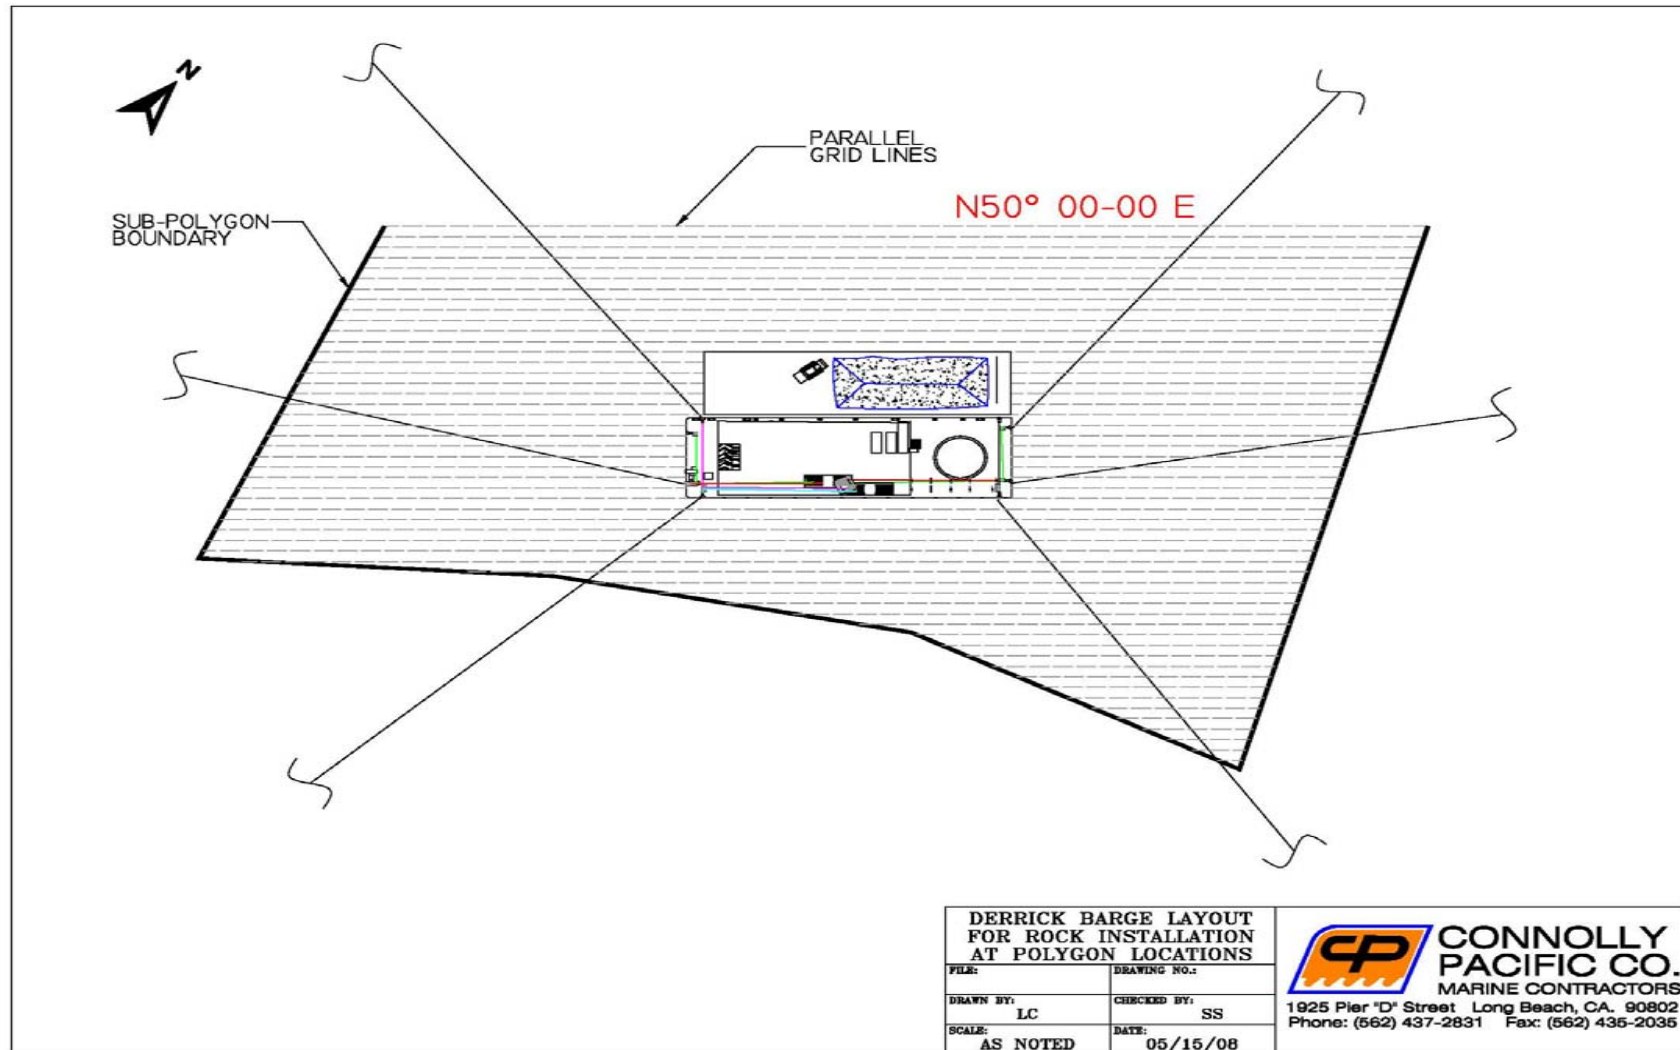 N
PARALLEL
GRID LINES
N50° 00-00 E
SUB-POLYGON
BOUNDARY
DERRICK BARGE LAYOUT
FOR ROCK INSTALLATION
AT POLYGON LOCATIONS
FILE:
DRAWING NO.:
DRAWN BY:
LC
CHECKED BY:
SS
SCALE:
AS NOTED
DATE:
05/15/08
CP
CONNOLLY
PACIFIC CO.
MARINE CONTRACTORS
1925 Pier "D" Street Long Beach, CA. 90802
Phone: (562) 437-2831 Fax: (562) 435-2035